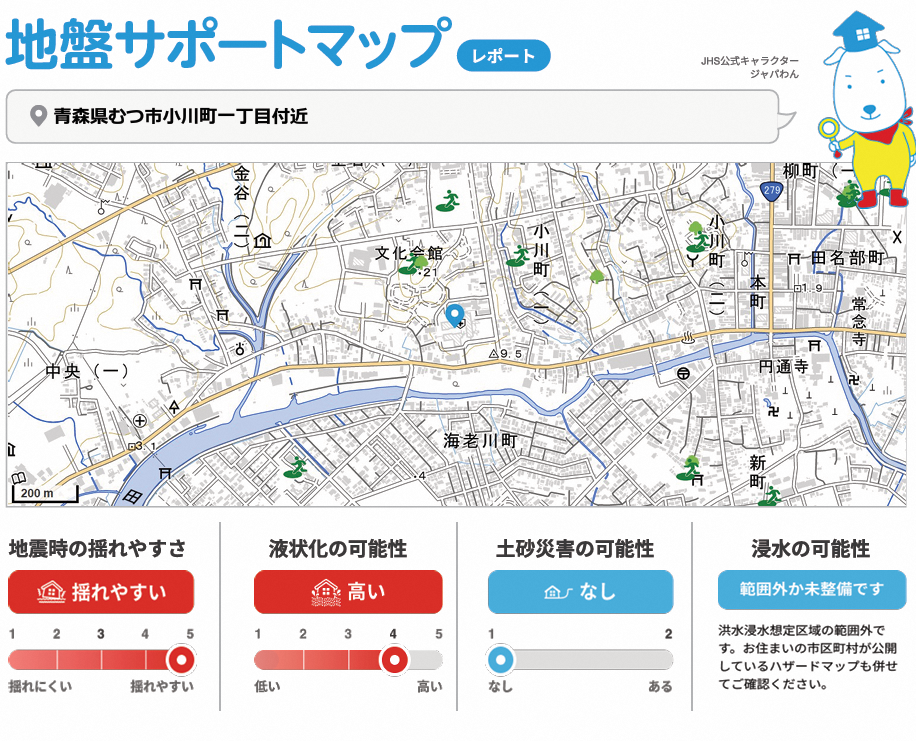 地盤サポートマップ
レポート
JHS公式キャラクター
ジャパわん
青森県むつ市小川町一丁目付近
金谷(二)
柳町(一
279
文化会館
・21
小川町(一)
小川町(二)
本町
田名部町
1.9
常念寺
円通寺
9.5
中央(一)
3.1
海老川町
・4
新町
200 m
地震時の揺れやすさ
揺れやすい
1 2 3 4 5
揺れにくい 揺れやすい
液状化の可能性
高い
1 2 3 4 5
低い 高い
土砂災害の可能性
なし
1 2
なし ある
浸水の可能性
範囲外か未整備です
洪水浸水想定区域の範囲外で
す。お住まいの市区町村が公開
しているハザードマップも併せ
てご確認ください。